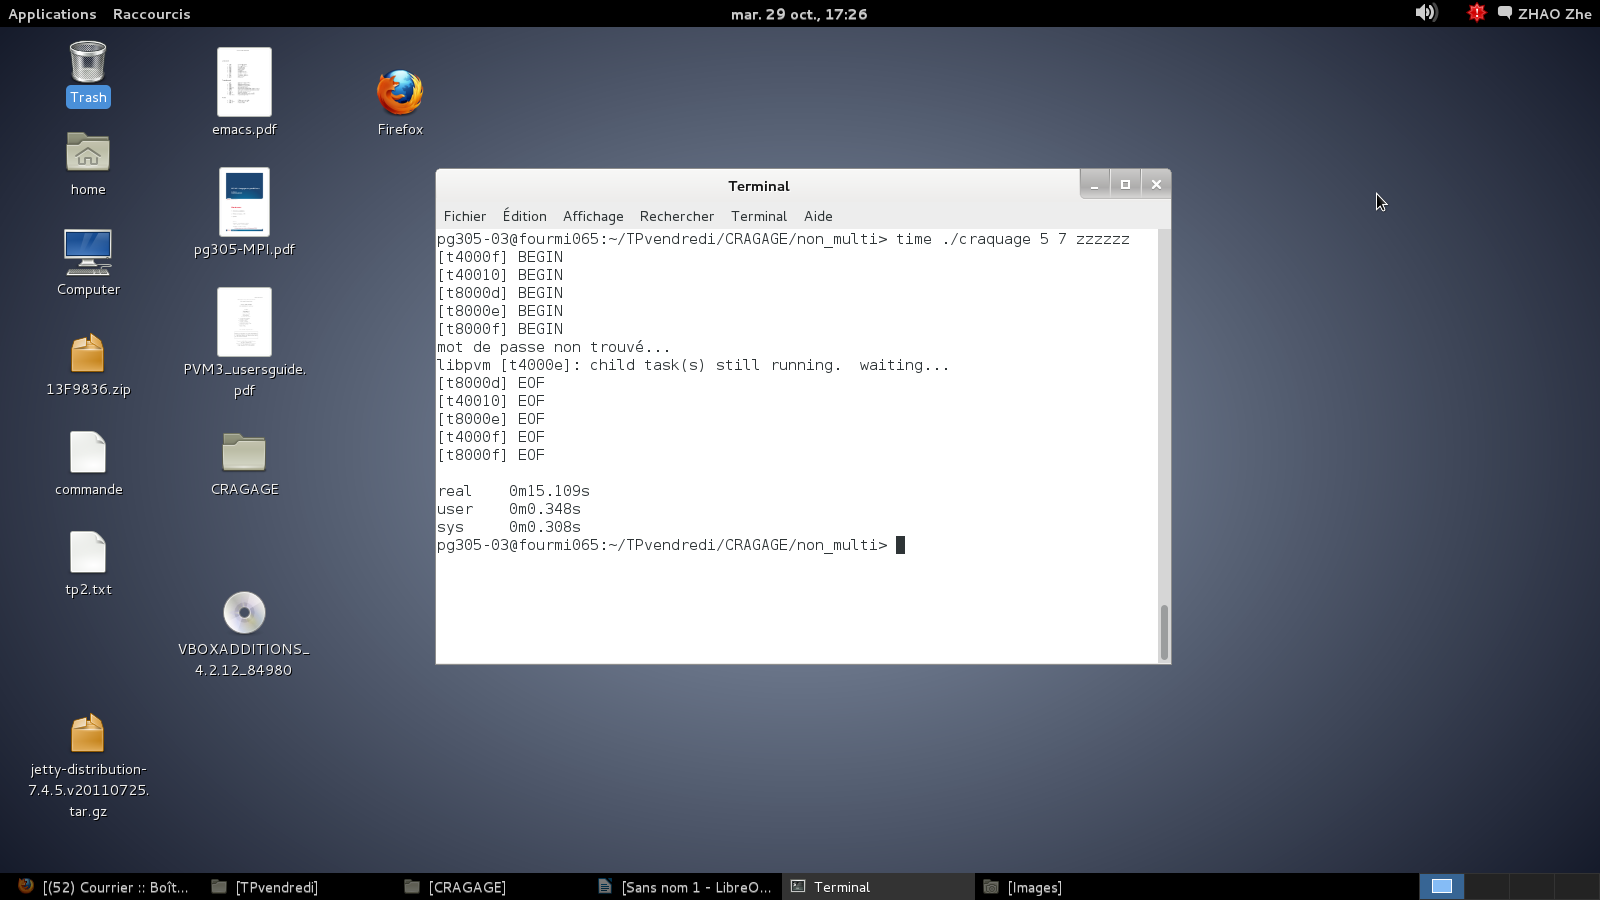 Applications Raccourcis mar. 29 oct., 17:26 ZHAO Zhe
Trash
emacs.pdf
Firefox
home
pg305-MPI.pdf
Computer
PVM3_usersguide.
pdf
13F9836.zip
commande
CRAGAGE
tp2.txt
VBOXADDITIONS_
4.2.12_84980
jetty-distribution-
7.4.5.v20110725.
tar.gz
Terminal
Fichier Édition Affichage Rechercher Terminal Aide
pg305-03@fourmi065:~/TPvendredi/CRAGAGE/non_multi> time ./craquage 5 7 zzzzzz
[t4000f] BEGIN
[t40010] BEGIN
[t8000d] BEGIN
[t8000e] BEGIN
[t8000f] BEGIN
mot de passe non trouvé...
libpvm [t4000e]: child task(s) still running.  waiting...
[t8000d] EOF
[t40010] EOF
[t8000e] EOF
[t4000f] EOF
[t8000f] EOF
real    0m15.109s
user    0m0.348s
sys     0m0.308s
pg305-03@fourmi065:~/TPvendredi/CRAGAGE/non_multi>
[(52) Courrier :: Boît... [TPvendredi] [CRAGAGE] [Sans nom 1 - LibreO... Terminal [Images]